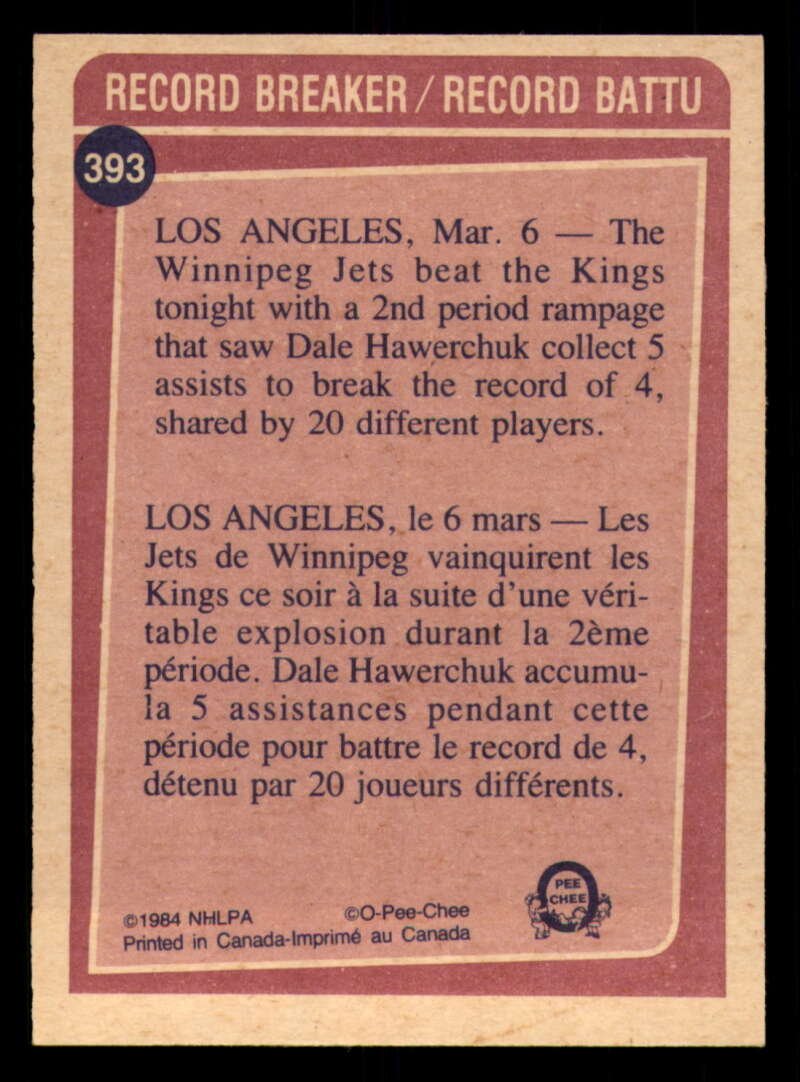 RECORD BREAKER / RECORD BATTU
393
LOS ANGELES, Mar. 6 — The
Winnipeg Jets beat the Kings
tonight with a 2nd period rampage
that saw Dale Hawerchuk collect 5
assists to break the record of 4,
shared by 20 different players.
LOS ANGELES, le 6 mars — Les
Jets de Winnipeg vainquirent les
Kings ce soir à la suite d'une véri-
table explosion durant la 2ème
période. Dale Hawerchuk accumu-
la 5 assistances pendant cette
période pour battre le record de 4,
détenu par 20 joueurs différents.
©1984 NHLPA ©O-Pee-Chee
Printed in Canada-Imprimé au Canada
PEE
CHEE